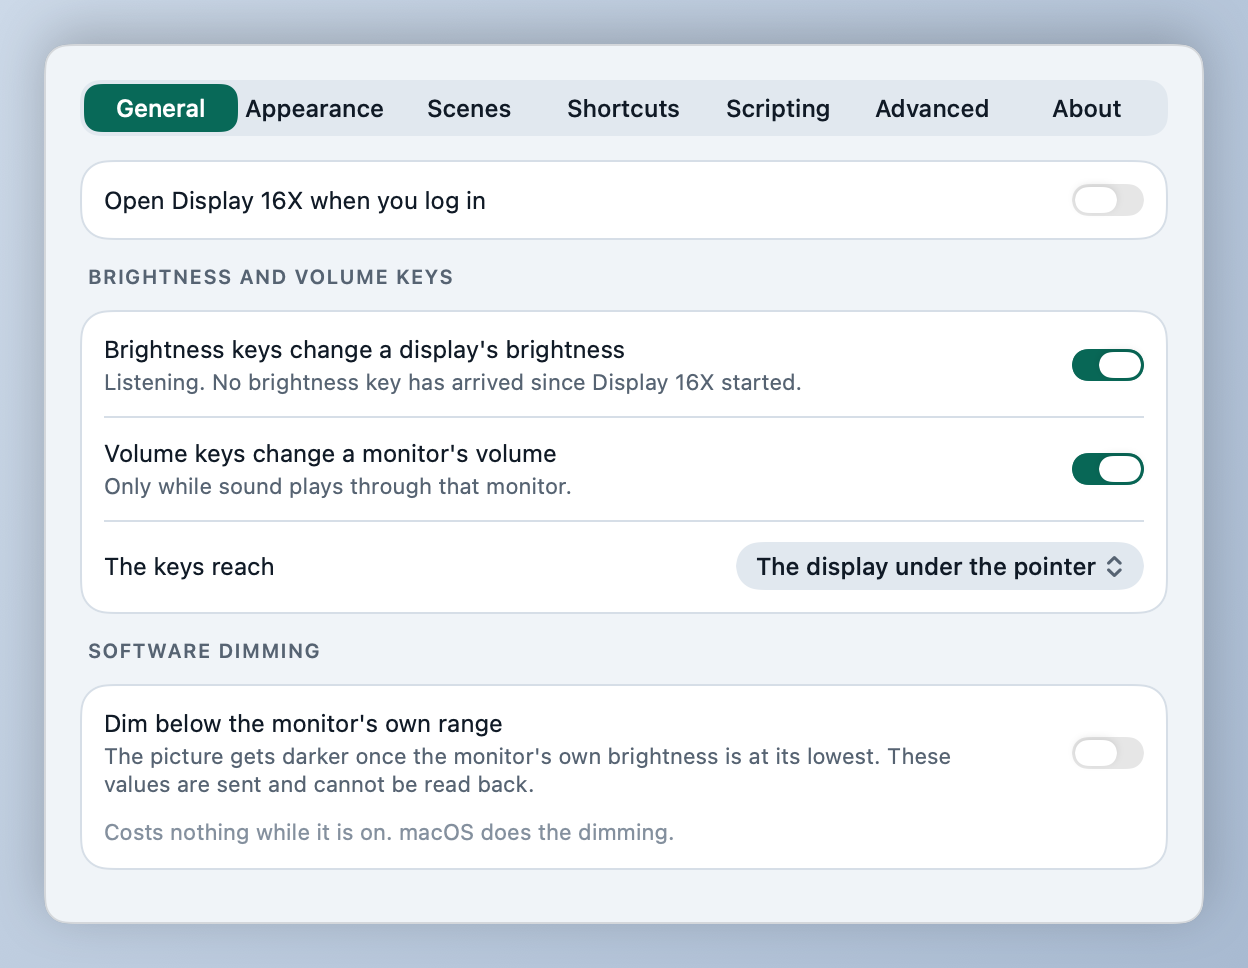 General Appearance Scenes Shortcuts Scripting Advanced About
Open Display 16X when you log in
BRIGHTNESS AND VOLUME KEYS
Brightness keys change a display's brightness
Listening. No brightness key has arrived since Display 16X started.
Volume keys change a monitor's volume
Only while sound plays through that monitor.
The keys reach The display under the pointer
SOFTWARE DIMMING
Dim below the monitor's own range
The picture gets darker once the monitor's own brightness is at its lowest. These
values are sent and cannot be read back.
Costs nothing while it is on. macOS does the dimming.